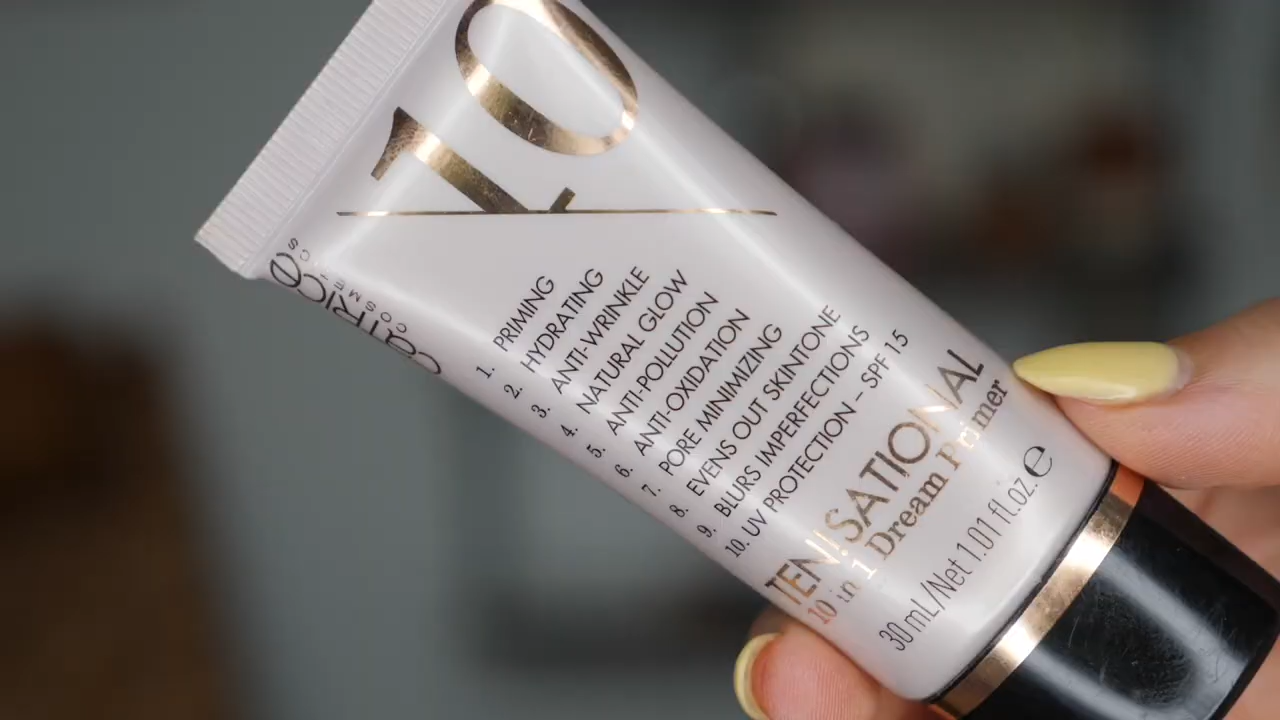 10
CATRICE
COSMETICS
1. PRIMING
2. HYDRATING
3. ANTI-WRINKLE
4. NATURAL GLOW
5. ANTI-POLLUTION
6. ANTI-OXIDATION
7. PORE MINIMIZING
8. EVENS OUT SKINTONE
9. BLURS IMPERFECTIONS
10. UV PROTECTION – SPF 15
TEN!SATIONAL
10 in 1 Dream Primer
30 mL/Net 1.01 fl.oz.℮